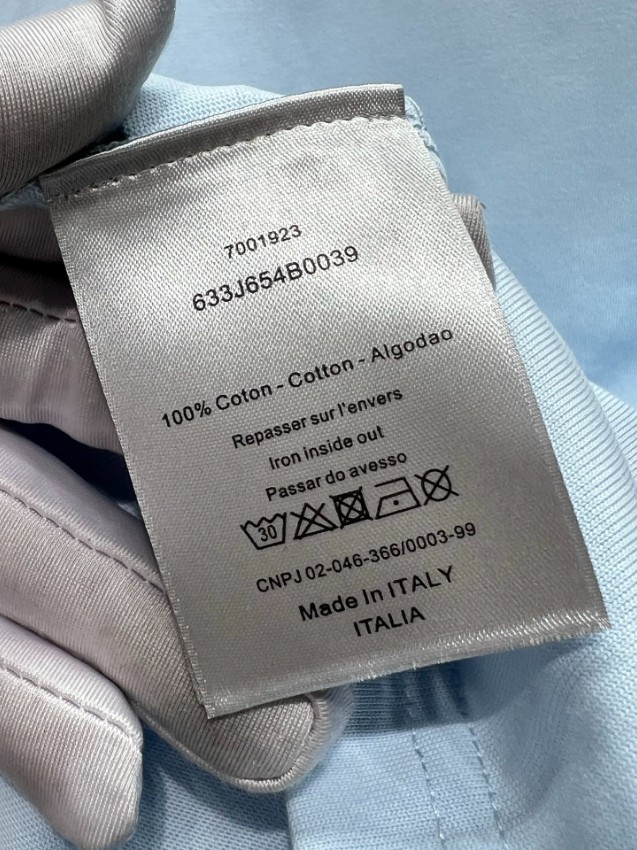 7001923
633J654B0039
100% Coton - Cotton - Algodao
Repasser sur l'envers
Iron inside out
Passar do avesso
30
CNPJ 02-046-366/0003-99
Made In ITALY
ITALIA